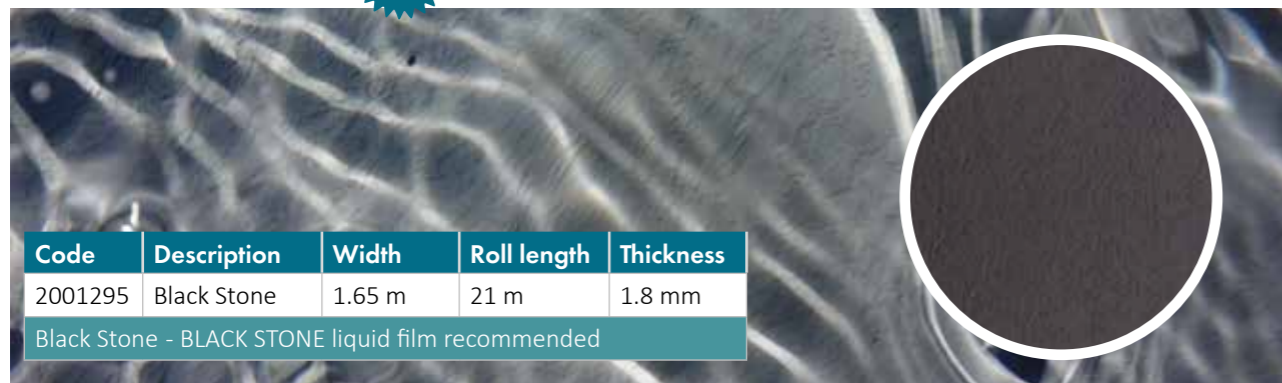 Code Description Width Roll length Thickness
2001295 Black Stone 1.65 m 21 m 1.8 mm
Black Stone - BLACK STONE liquid film recommended